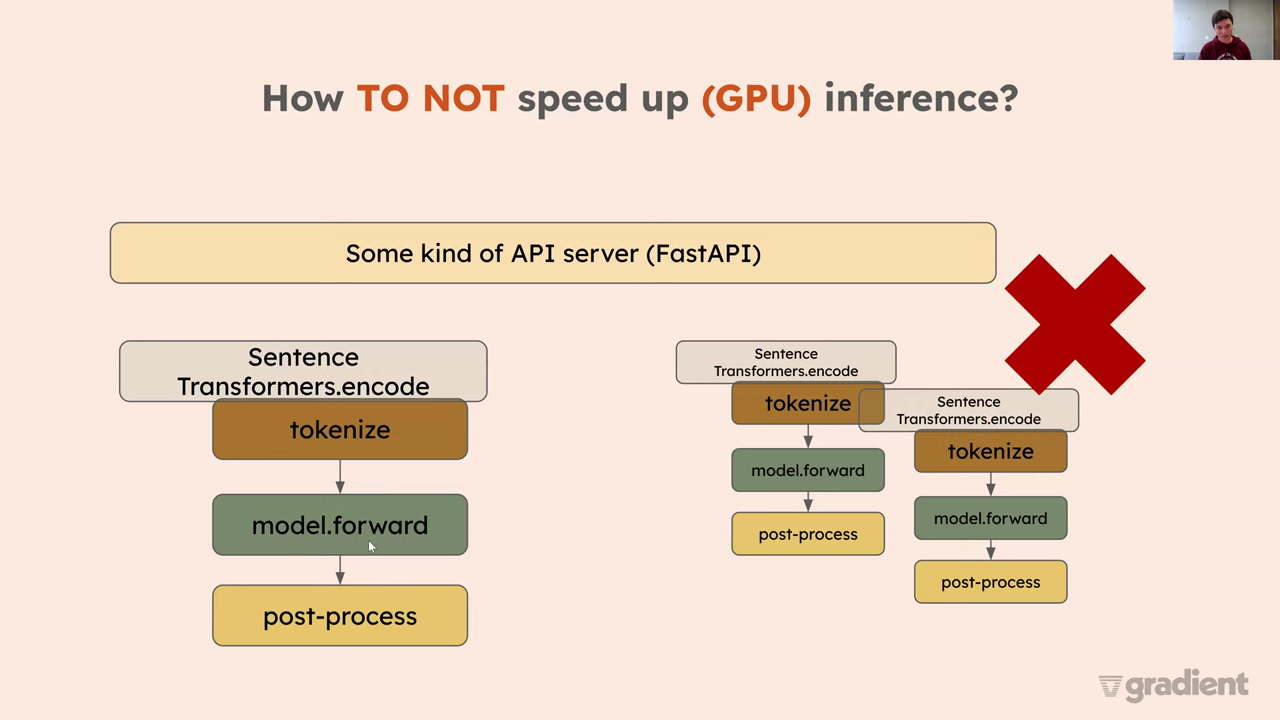 How TO NOT speed up (GPU) inference?
Some kind of API server (FastAPI)
Sentence
Transformers.encode
tokenize
model.forward
post-process
Sentence
Transformers.encode
tokenize
model.forward
post-process
Sentence
Transformers.encode
tokenize
model.forward
post-process
gradient